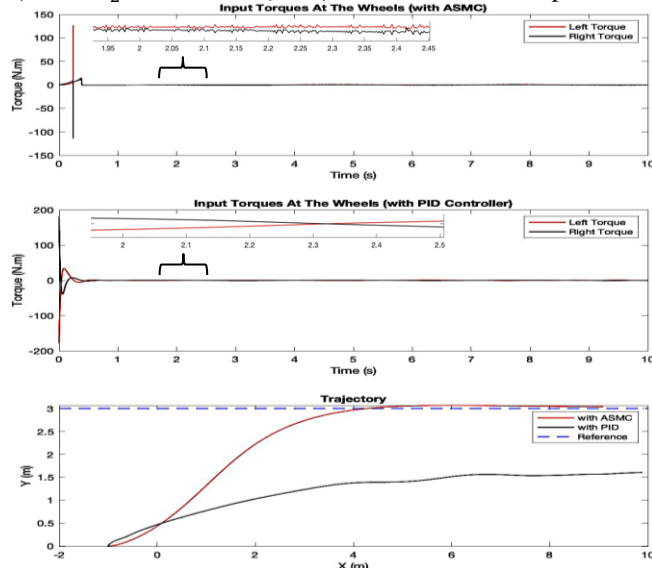 Input Torques At The Wheels (with ASMC)
150
100
50
0
-50
-100
150
Torque (N.m)
1.95 2 2.05 2.1 2.15 2.2 2.25 2.3 2.35 2.4 2.45
Left Torque
Right Torque
0 1 2 3 4 5 6 7 8 9 10
Time (s)
Input Torques At The Wheels (with PID Controller)
200
100
0
-100
-200
Torque (N.m)
2 2.1 2.2 2.3 2.4 2.5
Left Torque
Right Torque
0 1 2 3 4 5 6 7 8 9 10
Time (s)
Trajectory
3
2.5
2
1.5
1
0.5
0
Y (m)
with ASMC
with PID
Reference
-2 0 2 4 6 8 10
X (m)